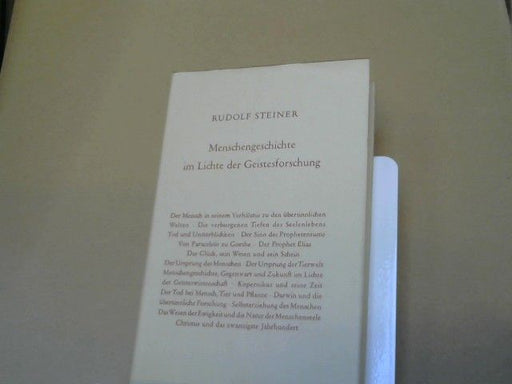 RUDOLF STEINER
Menschengeschichte
im Lichte der Geistesforschung
Der Mensch in seinem Verhältnis zu den übersinnlichen
Welten · Die verborgenen Tiefen des Seelenlebens
Tod und Unsterblichkeit · Der Sinn des Prophetentums
Von Paracelsus zu Goethe · Der Prophet Elias
Das Glück, sein Wesen und sein Schein
Der Ursprung des Menschen · Der Ursprung der Tierwelt
Menschengeschichte, Gegenwart und Zukunft im Lichte
der Geisteswissenschaft · Kopernikus und seine Zeit
Der Tod bei Mensch, Tier und Pflanze · Darwin und die
übersinnliche Forschung · Selbsterziehung des Menschen
Das Wesen der Ewigkeit und die Natur der Menschenseele
Christus und das zwanzigste Jahrhundert